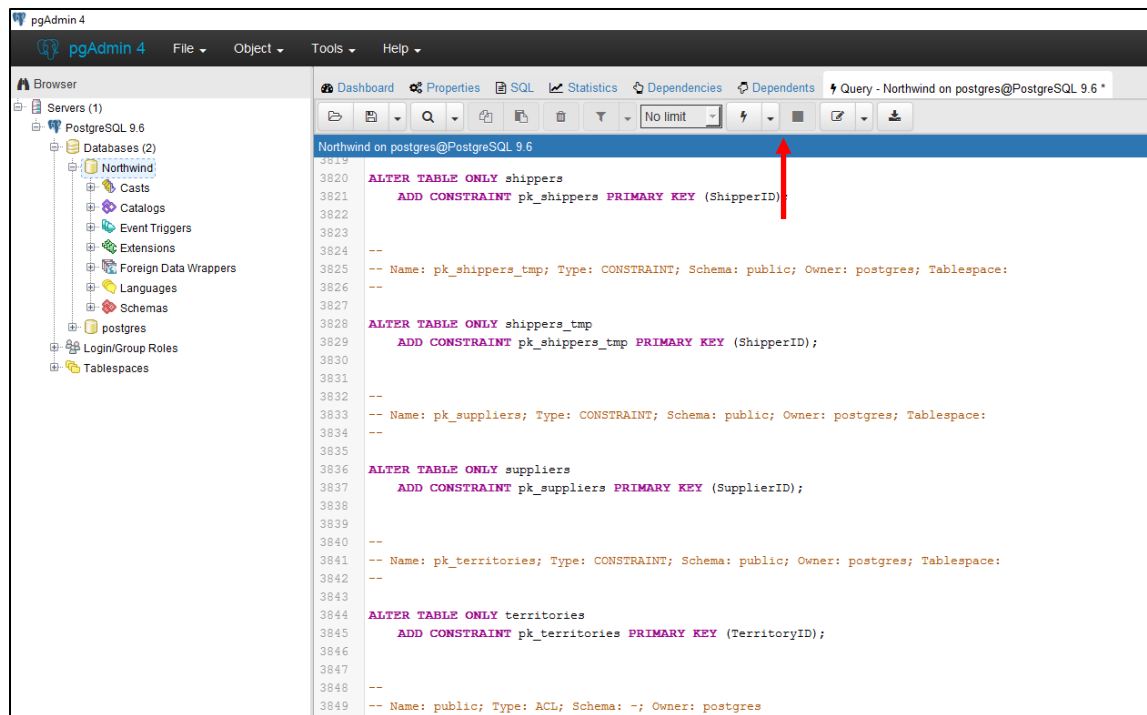 pgAdmin 4
pgAdmin 4 File Object Tools Help
Browser
Servers (1)
PostgreSQL 9.6
Databases (2)
Northwind
Casts
Catalogs
Event Triggers
Extensions
Foreign Data Wrappers
Languages
Schemas
postgres
Login/Group Roles
Tablespaces
Dashboard Properties SQL Statistics Dependencies Dependents Query - Northwind on postgres@PostgreSQL 9.6 *
No limit
Northwind on postgres@PostgreSQL 9.6
3819
3820 ALTER TABLE ONLY shippers
3821 ADD CONSTRAINT pk_shippers PRIMARY KEY (ShipperID);
3822
3823
3824 --
3825 -- Name: pk_shippers_tmp; Type: CONSTRAINT; Schema: public; Owner: postgres; Tablespace:
3826 --
3827
3828 ALTER TABLE ONLY shippers_tmp
3829 ADD CONSTRAINT pk_shippers_tmp PRIMARY KEY (ShipperID);
3830
3831
3832 --
3833 -- Name: pk_suppliers; Type: CONSTRAINT; Schema: public; Owner: postgres; Tablespace:
3834 --
3835
3836 ALTER TABLE ONLY suppliers
3837 ADD CONSTRAINT pk_suppliers PRIMARY KEY (SupplierID);
3838
3839
3840 --
3841 -- Name: pk_territories; Type: CONSTRAINT; Schema: public; Owner: postgres; Tablespace:
3842 --
3843
3844 ALTER TABLE ONLY territories
3845 ADD CONSTRAINT pk_territories PRIMARY KEY (TerritoryID);
3846
3847
3848 --
3849 -- Name: public; Type: ACL; Schema: -; Owner: postgres